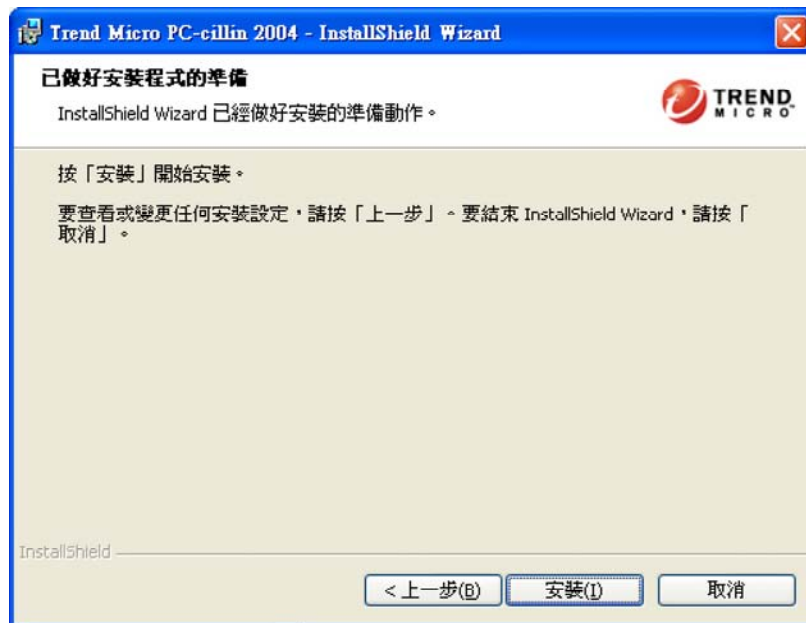 Trend Micro PC-cillin 2004 - InstallShield Wizard
已做好安裝程式的準備
InstallShield Wizard 已經做好安裝的準備動作。
TREND
MICRO
按「安裝」開始安裝。
要查看或變更任何安裝設定，請按「上一步」。要結束 InstallShield Wizard，請按「
取消」。
InstallShield
< 上一步(B) 安裝(I) 取消